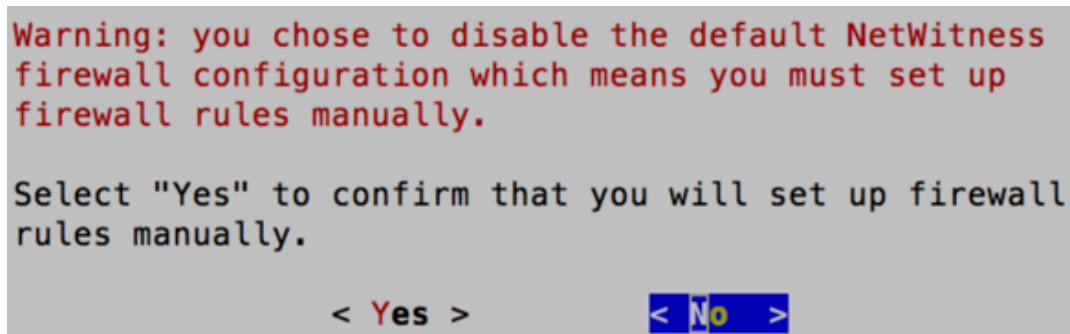 Warning: you chose to disable the default NetWitness
firewall configuration which means you must set up
firewall rules manually.
Select "Yes" to confirm that you will set up firewall
rules manually.
< Yes > < No >